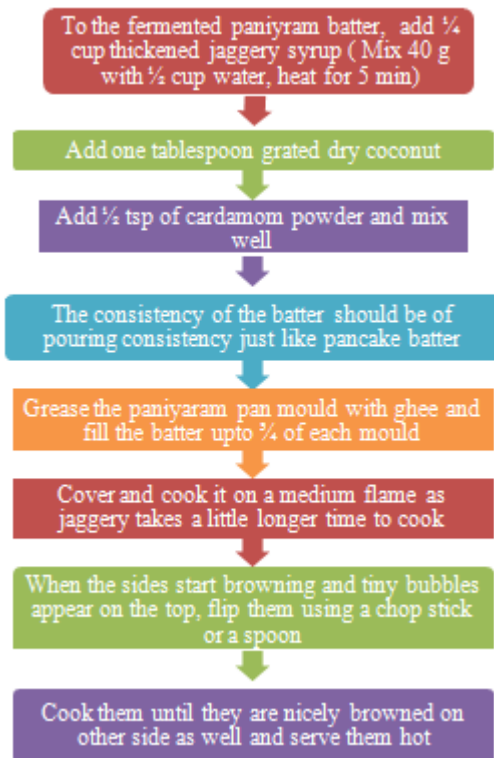 To the fermented paniyram batter, add ¼
cup thickened jaggery syrup ( Mix 40 g
with ½ cup water, heat for 5 min)
Add one tablespoon grated dry coconut
Add ½ tsp of cardamom powder and mix
well
The consistency of the batter should be of
pouring consistency just like pancake batter
Grease the paniyaram pan mould with ghee and
fill the batter upto ¾ of each mould
Cover and cook it on a medium flame as
jaggery takes a little longer time to cook
When the sides start browning and tiny bubbles
appear on the top, flip them using a chop stick
or a spoon
Cook them until they are nicely browned on
other side as well and serve them hot